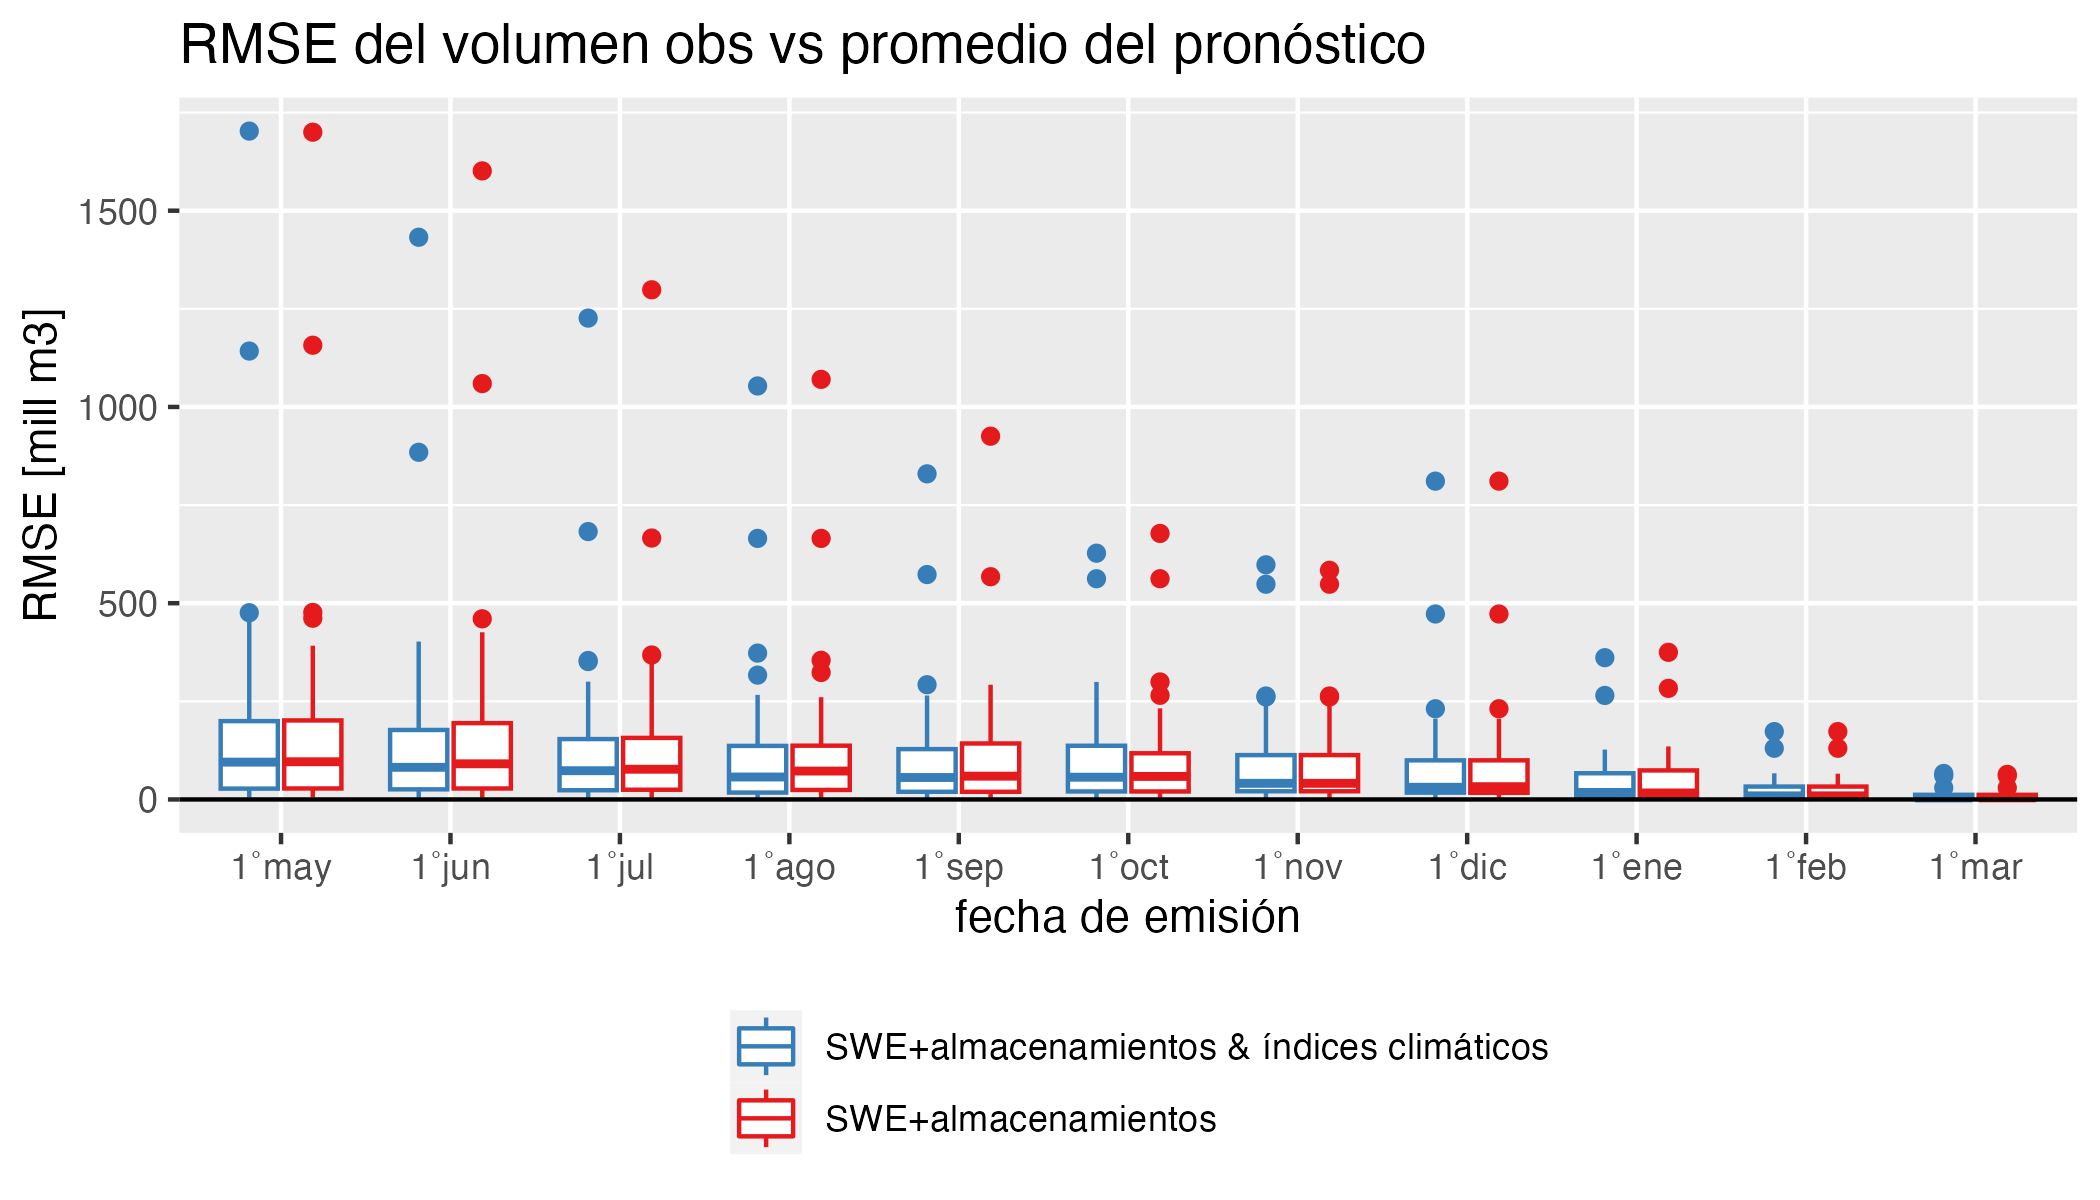 RMSE del volumen obs vs promedio del pronóstico
RMSE [mill m3]
1500
1000
500
0
1°may 1°jun 1°jul 1°ago 1°sep 1°oct 1°nov 1°dic 1°ene 1°feb 1°mar
fecha de emisión
SWE+almacenamientos & índices climáticos
SWE+almacenamientos